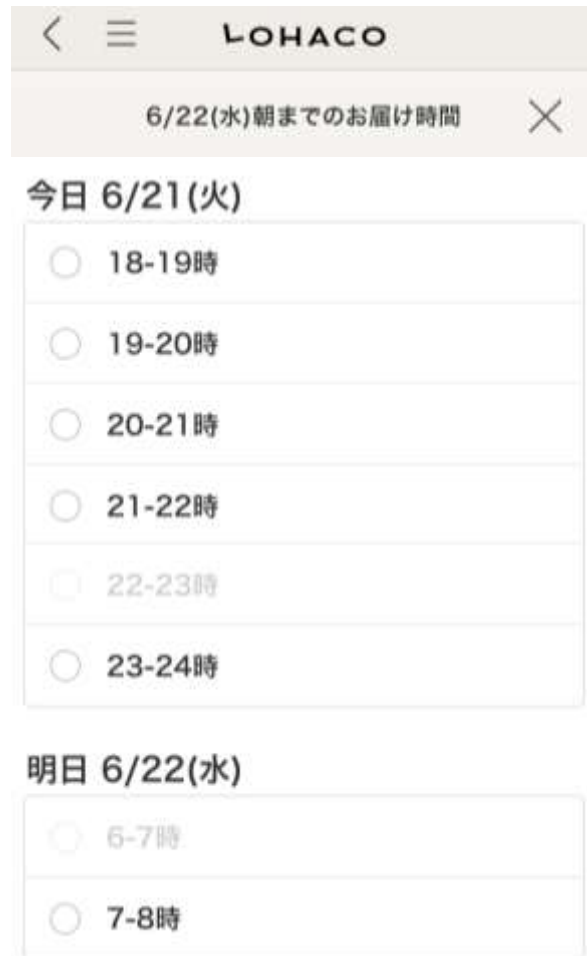 LOHACO
6/22(水)朝までのお届け時間
今日 6/21(火)
18-19時
19-20時
20-21時
21-22時
22-23時
23-24時
明日 6/22(水)
6-7時
7-8時